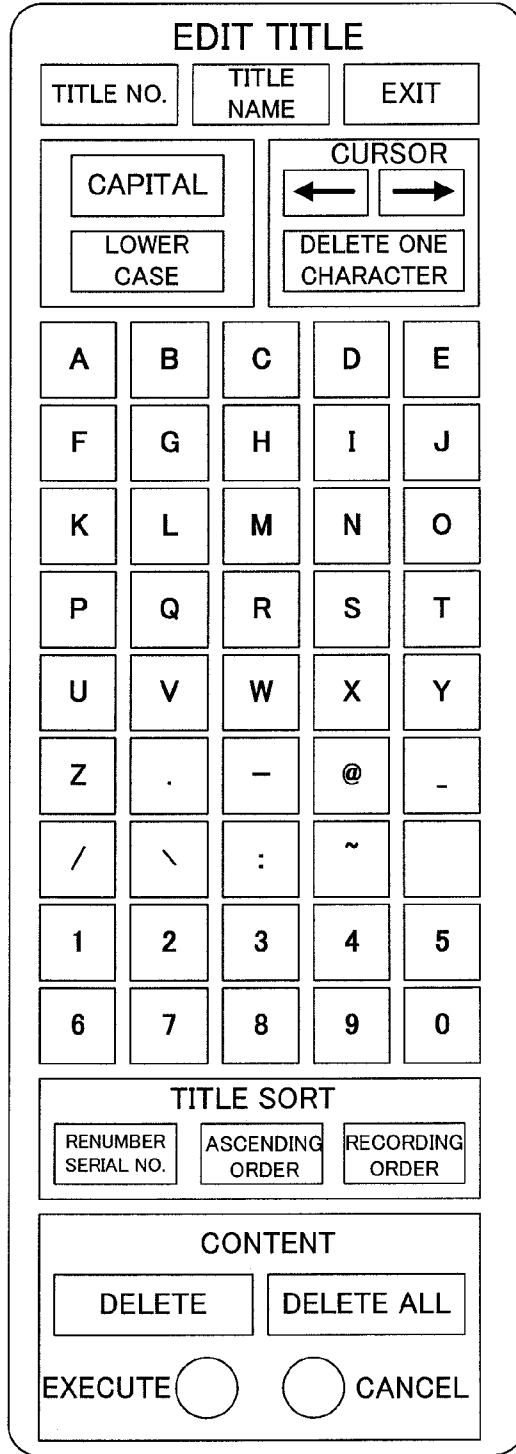 EDIT TITLE
TITLE NO.
TITLE
NAME
EXIT
CAPITAL
LOWER
CASE
CURSOR
← →
DELETE ONE
CHARACTER
A B C D E
F G H I J
K L M N O
P Q R S T
U V W X Y
Z . — @ -
/ \ : ~
1 2 3 4 5
6 7 8 9 0
TITLE SORT
RENUMBER
SERIAL NO.
ASCENDING
ORDER
RECORDING
ORDER
CONTENT
DELETE
DELETE ALL
EXECUTE
CANCEL